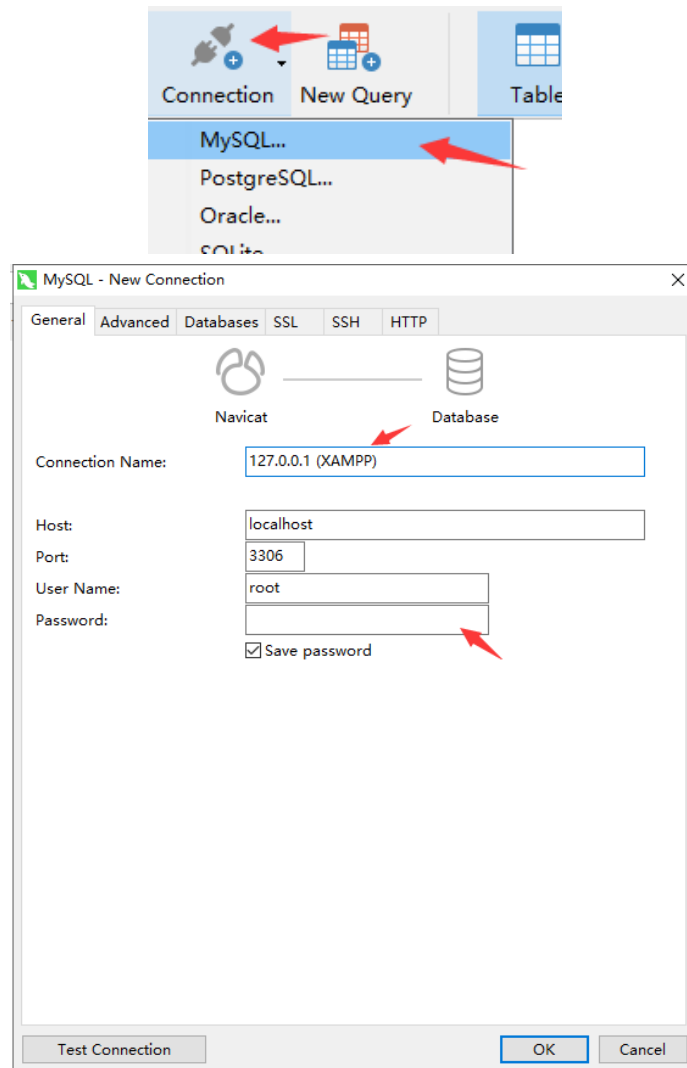 Connection New Query Table
MySQL...
PostgreSQL...
Oracle...
SQLite
MySQL - New Connection
General Advanced Databases SSL SSH HTTP
Navicat Database
Connection Name: 127.0.0.1 (XAMPP)
Host: localhost
Port: 3306
User Name: root
Password:
Save password
Test Connection OK Cancel